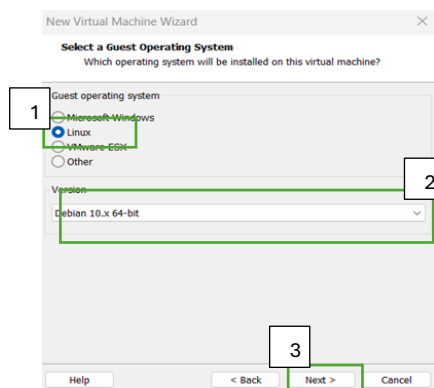 New Virtual Machine Wizard
Select a Guest Operating System
Which operating system will be installed on this virtual machine?
Guest operating system
1
Microsoft Windows
Linux
VMware ESX
Other
2
Version
Debian 10.x 64-bit
3
Help
< Back
Next >
Cancel